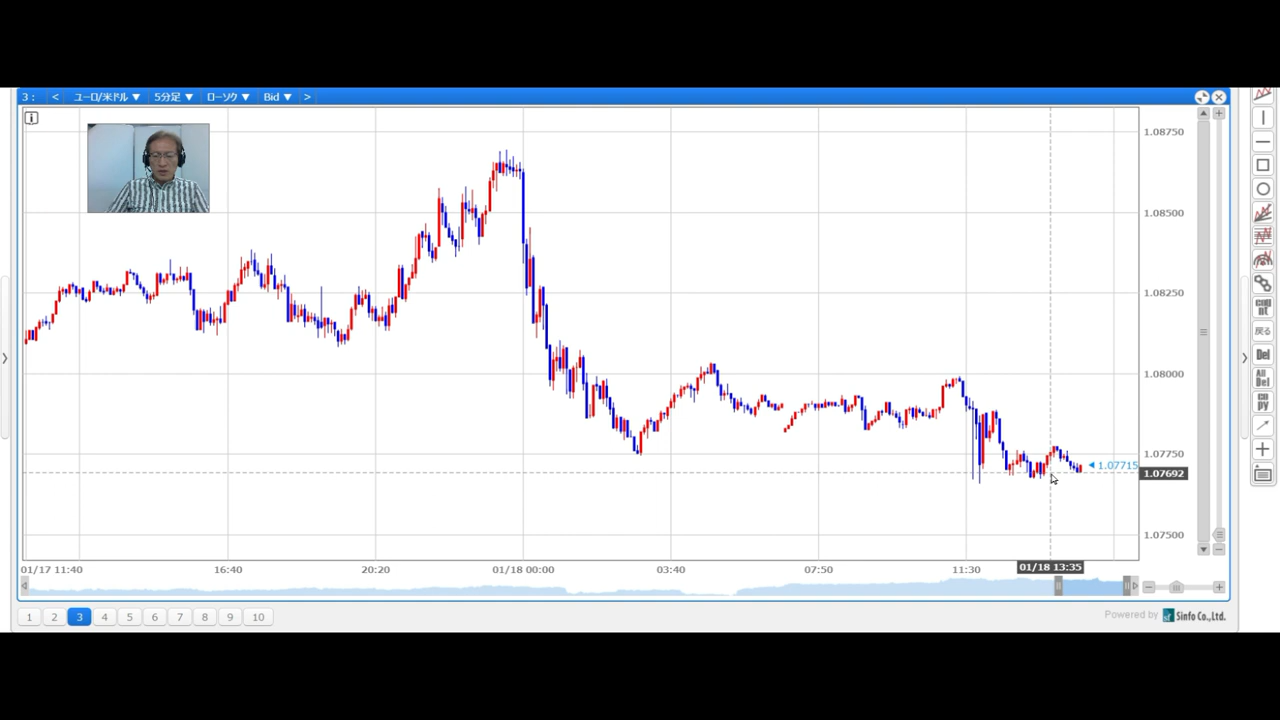 3 : < ユーロ/米ドル ▼ 5分足 ▼ ローソク ▼ Bid ▼ >
i
1.08750
1.08500
1.08250
1.08000
1.07750
1.07715
1.07692
1.07500
01/17 11:40 16:40 20:20 01/18 00:00 03:40 07:50 11:30 01/18 13:35
1 2 3 4 5 6 7 8 9 10
Powered by Sinfo Co.,Ltd.
戻る
Del
All Del
copy